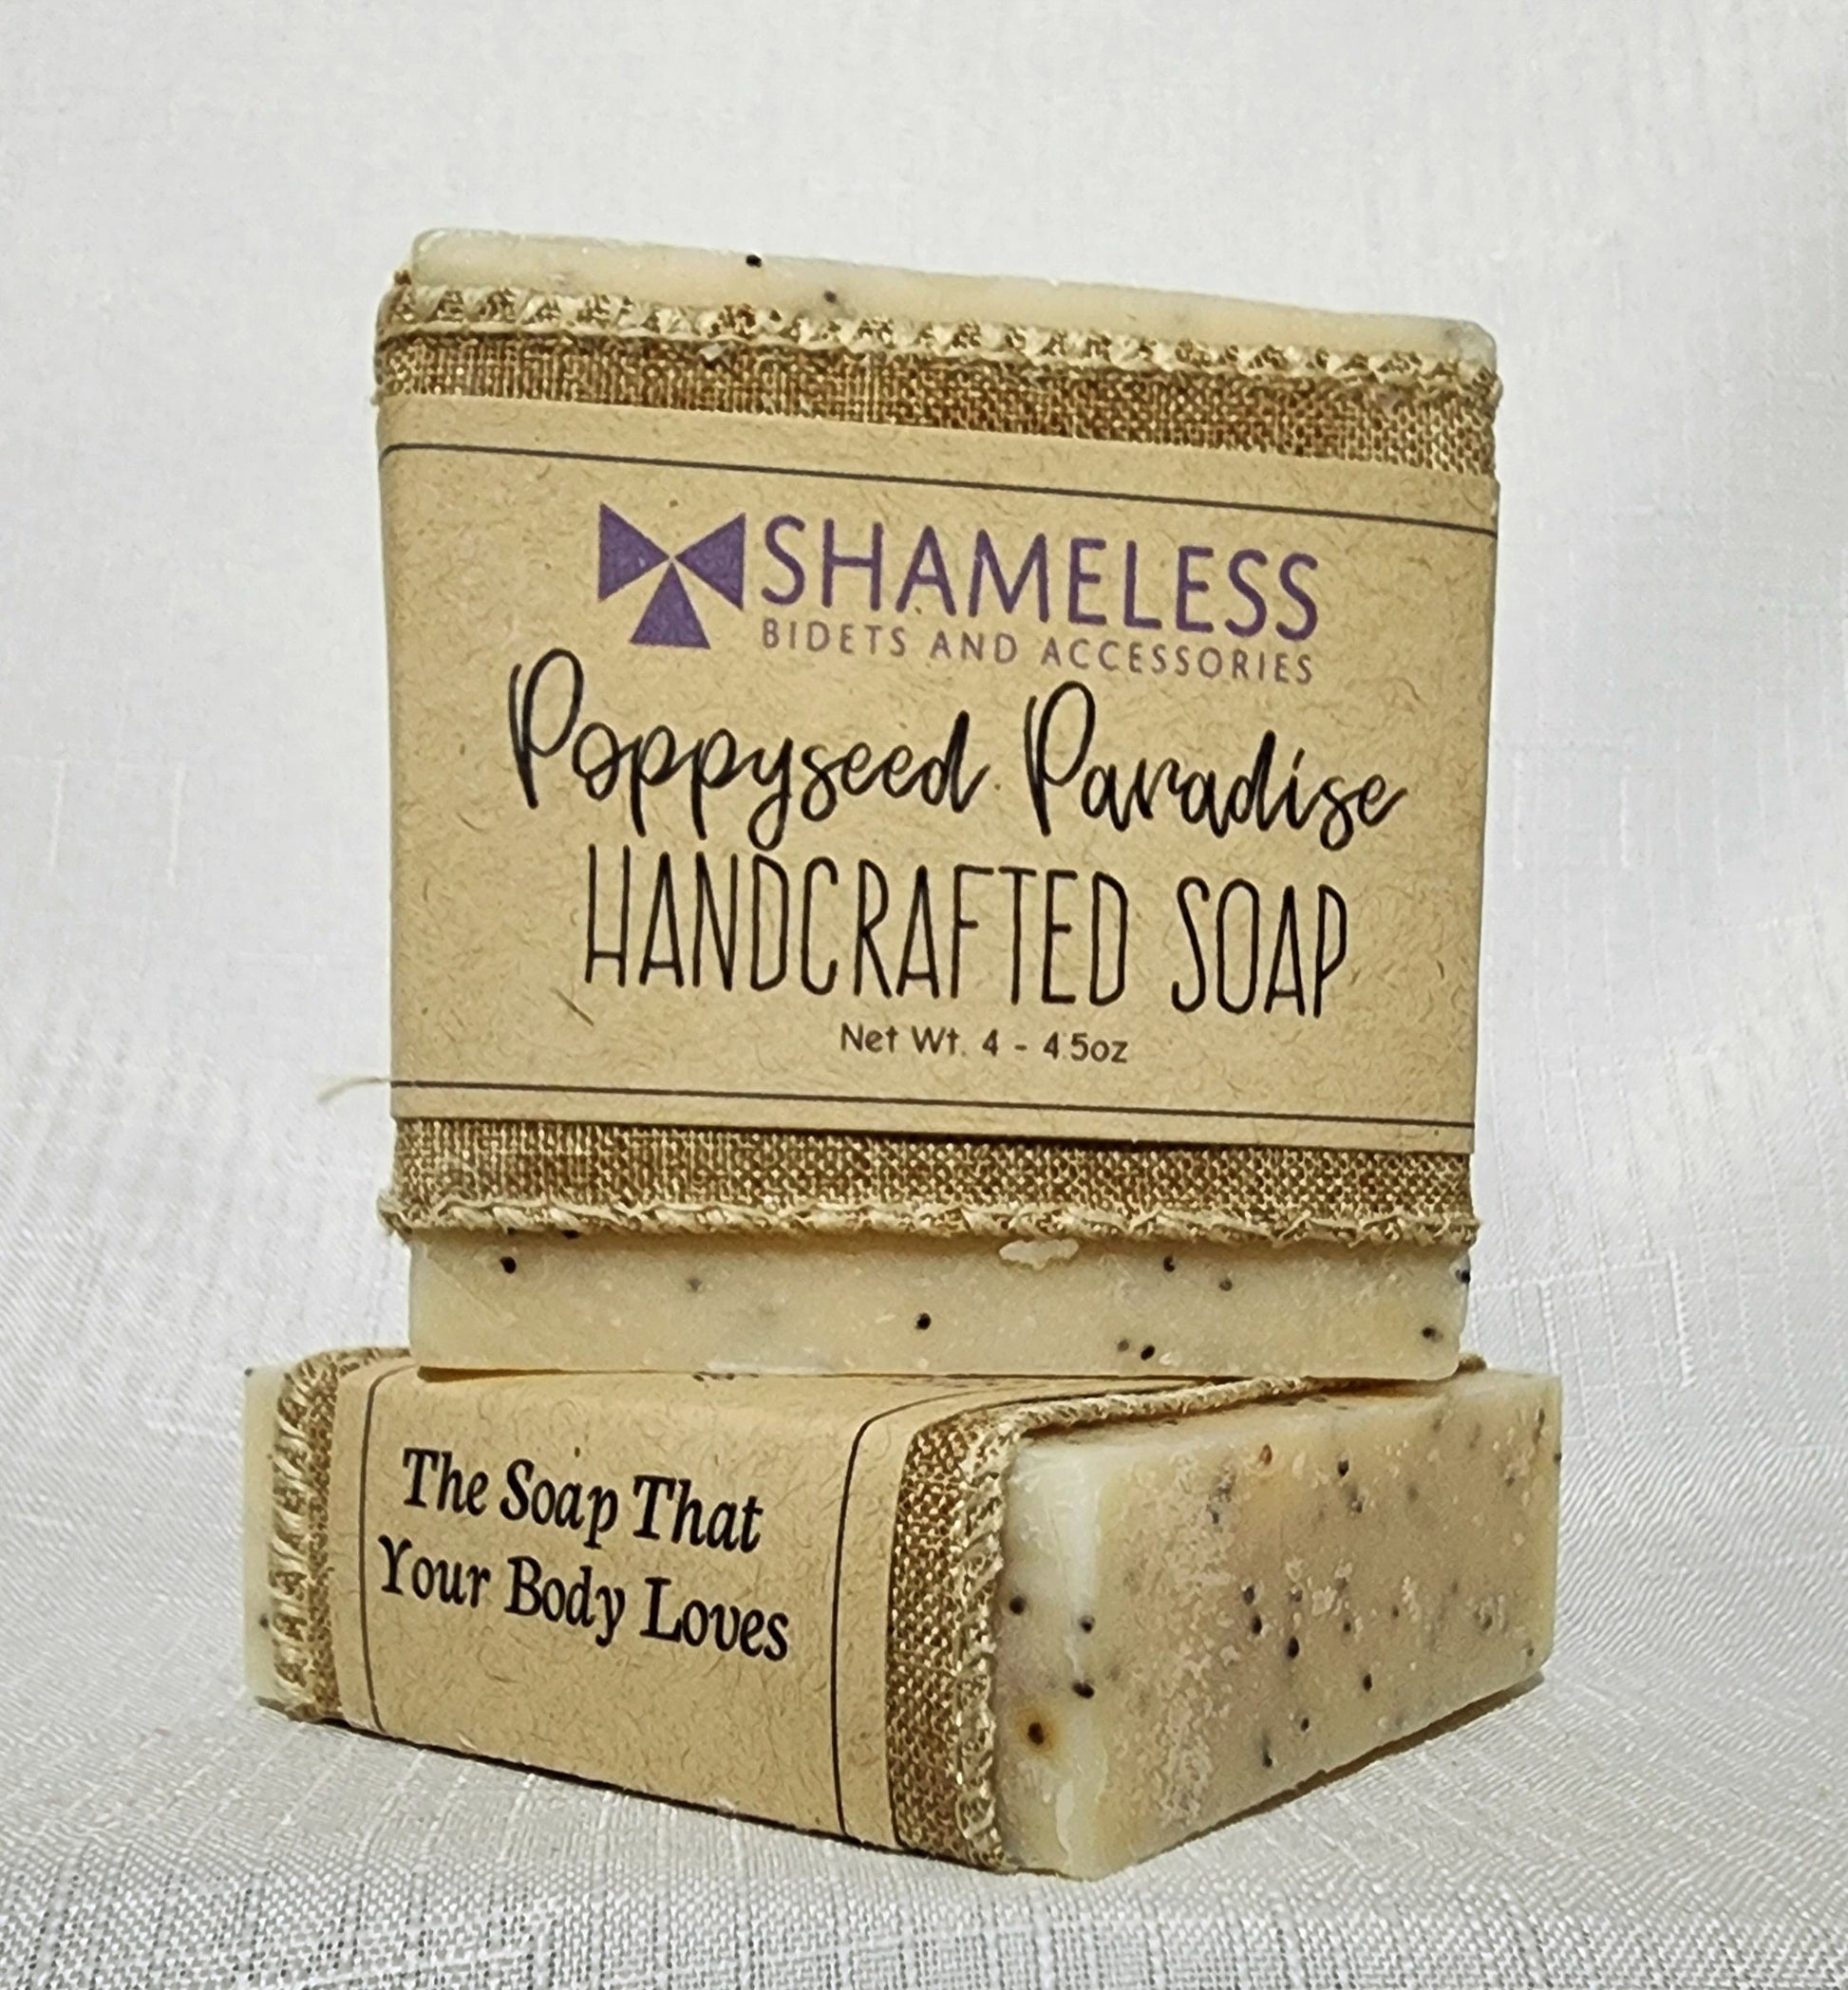 SHAMELESS
BIDETS AND ACCESSORIES
Poppyseed Paradise
HANDCRAFTED SOAP
Net Wt. 4 - 4.5oz
The Soap That
Your Body Loves